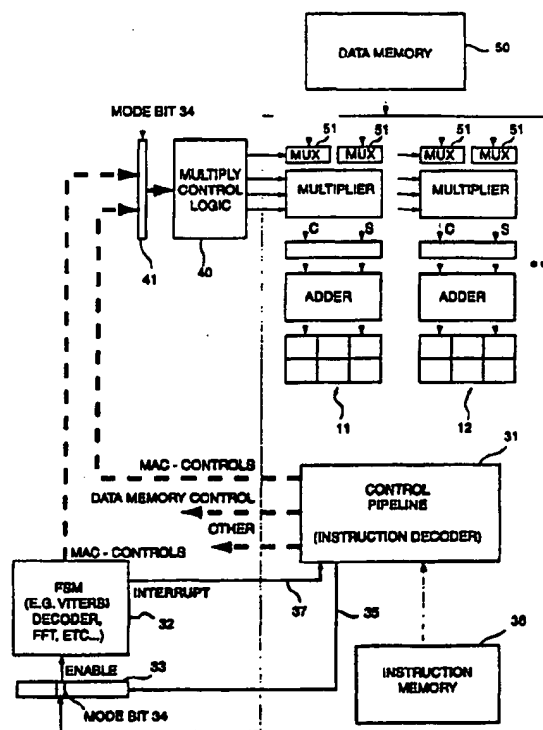 DATA MEMORY
50
MODE BIT 34
51
51
51
51
MUX
MUX
MUX
MUX
MULTIPLY
CONTROL
LOGIC
MULTIPLIER
MULTIPLIER
C
S
C
S
41
40
ADDER
ADDER
11
12
31
MAC - CONTROLS
DATA MEMORY CONTROL
OTHER
CONTROL
PIPELINE
(INSTRUCTION DECODER)
MAC - CONTROLS
FSM
(E.G. VITERBI
DECODER,
FFT, ETC...)
INTERRUPT
32
37
35
36
ENABLE
33
MODE BIT 34
INSTRUCTION
MEMORY